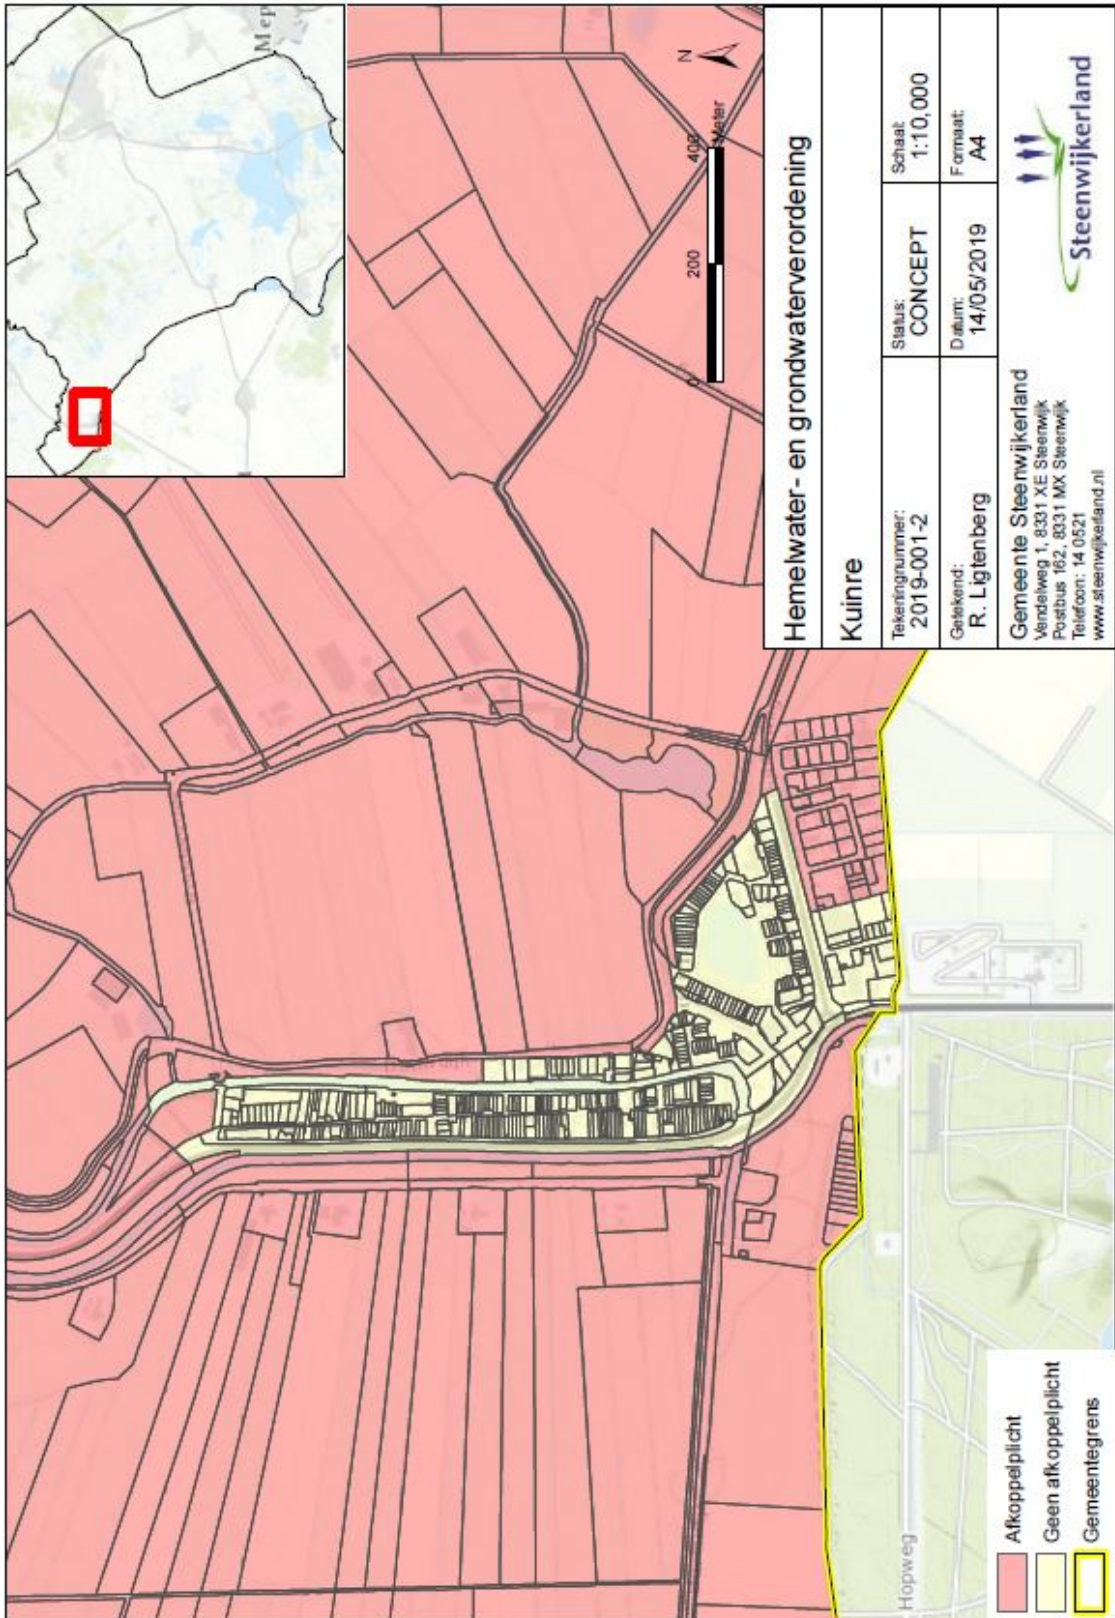 Mep
N
200
400
Meter
Hemelwater- en grondwaterverordening
Kuinre
Tekeningnummer:
2019-001-2
Status:
CONCEPT
Schaal:
1:10,000
Getekend:
R. Ligtenberg
Datum:
14/05/2019
Formaat:
A4
Gemeente Steenwijkerland
Vendelweg 1, 8331 XE Steenwijk
Postbus 162, 8331 MX Steenwijk
Telefoon: 14 0521
www.steenwijkerland.nl
Steenwijkerland
Hopweg
Afkoppelplicht
Geen afkoppelplicht
Gemeentegrens